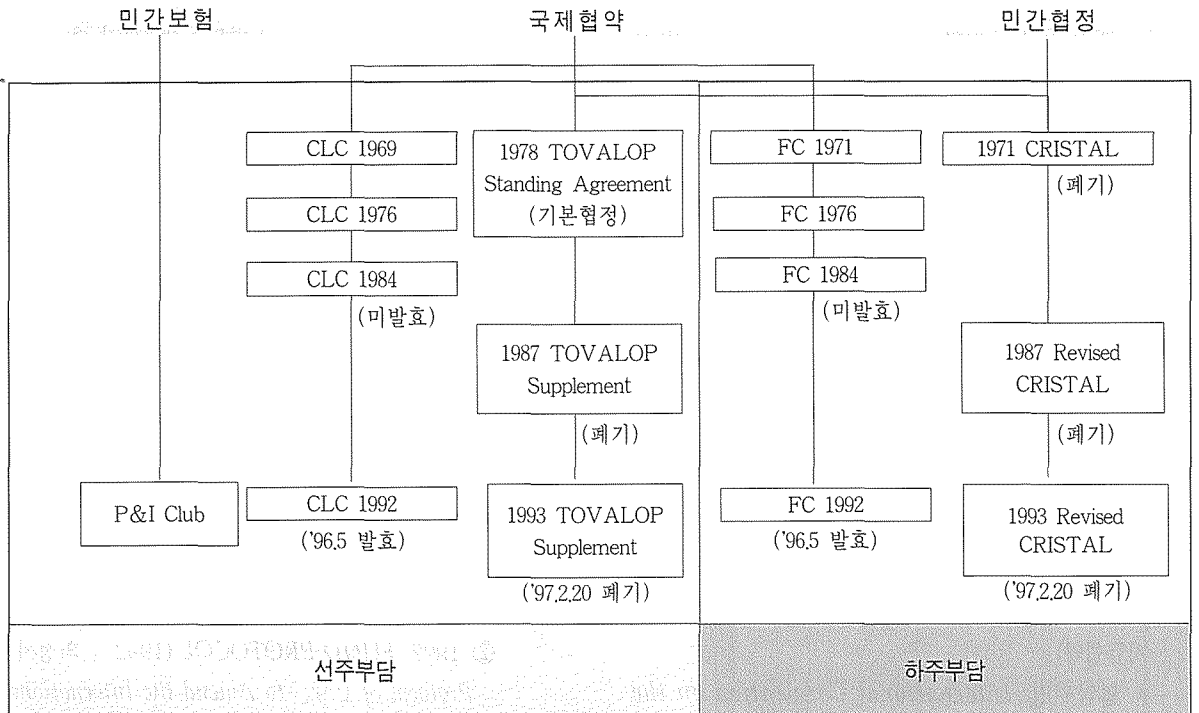 민간보험
국제협약
민간협정
CLC 1969
CLC 1976
CLC 1984
(미발효)
CLC 1992
('96.5 발효)
1978 TOVALOP
Standing Agreement
(기본협정)
1987 TOVALOP
Supplement
(폐기)
1993 TOVALOP
Supplement
('97.2.20 폐기)
FC 1971
FC 1976
FC 1984
(미발효)
FC 1992
('96.5 발효)
1971 CRISTAL
(폐기)
1987 Revised
CRISTAL
(폐기)
1993 Revised
CRISTAL
('97.2.20 폐기)
P&I Club
선주부담
하주부담